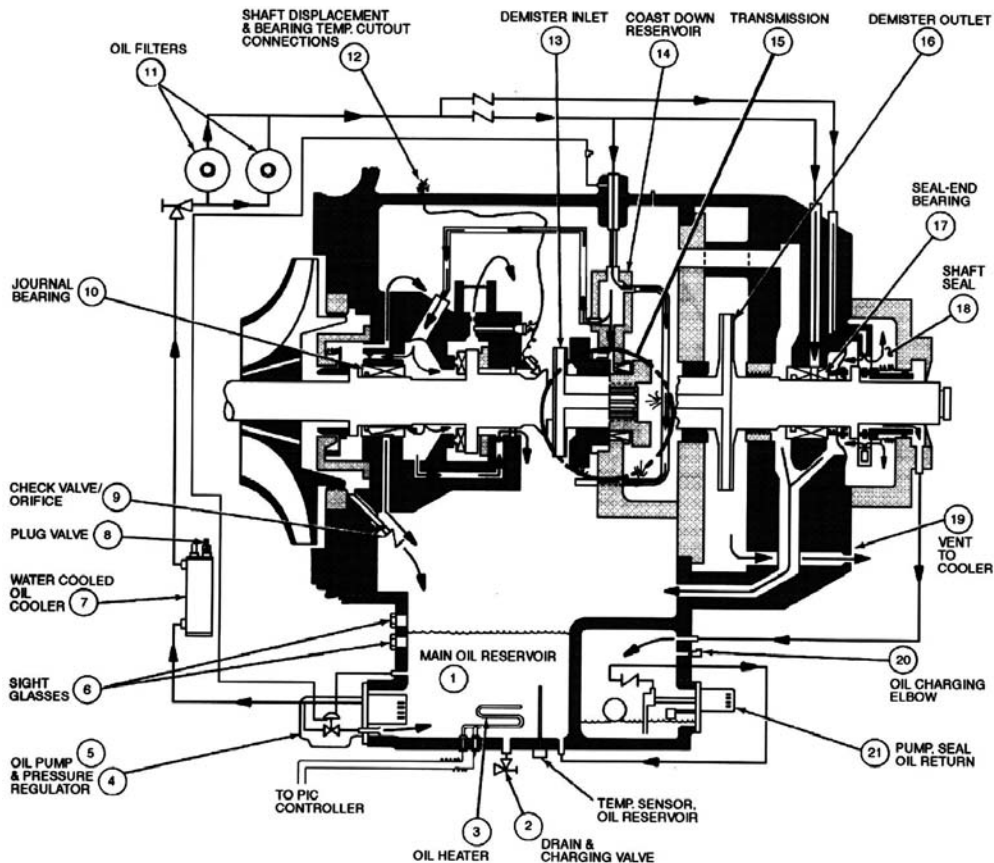 SHAFT DISPLACEMENT
& BEARING TEMP. CUTOUT
CONNECTIONS
12
DEMISTER INLET
13
COAST DOWN
RESERVOIR
14
TRANSMISSION
15
DEMISTER OUTLET
16
OIL FILTERS
11
SEAL-END
BEARING
17
SHAFT
SEAL
18
JOURNAL
BEARING
10
CHECK VALVE/
ORIFICE
9
PLUG VALVE
8
WATER COOLED
OIL
COOLER
7
19
VENT
TO
COOLER
SIGHT
GLASSES
6
MAIN OIL RESERVOIR
1
20
OIL CHARGING
ELBOW
5
OIL PUMP
& PRESSURE
REGULATOR
4
21
PUMP. SEAL
OIL RETURN
TO PIC
CONTROLLER
3
OIL HEATER
2
DRAIN &
CHARGING VALVE
TEMP. SENSOR,
OIL RESERVOIR